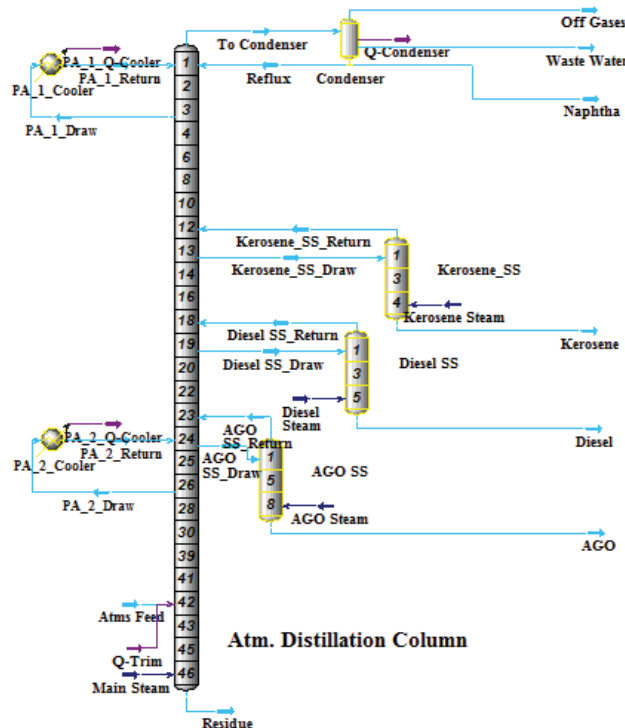 Off Gases
To Condenser
Q-Condenser
Waste Water
PA_1_Q-Cooler
PA_1_Return
PA_1_Cooler
Reflux
Condenser
Naphtha
PA_1_Draw
1
2
3
4
6
8
10
12
13
14
16
18
19
20
22
23
24
25
26
28
30
39
41
42
43
45
46
Kerosene_SS_Return
Kerosene_SS_Draw
1
3
4
Kerosene_SS
Kerosene Steam
Kerosene
Diesel SS_Return
Diesel SS_Draw
1
3
5
Diesel SS
Diesel
Steam
Diesel
PA_2_Q-Cooler
PA_2_Return
PA_2_Cooler
AGO
SS_Return
AGO
SS_Draw
1
5
8
AGO SS
AGO Steam
PA_2_Draw
AGO
Atms Feed
Q-Trim
Main Steam
Atm. Distillation Column
Residue